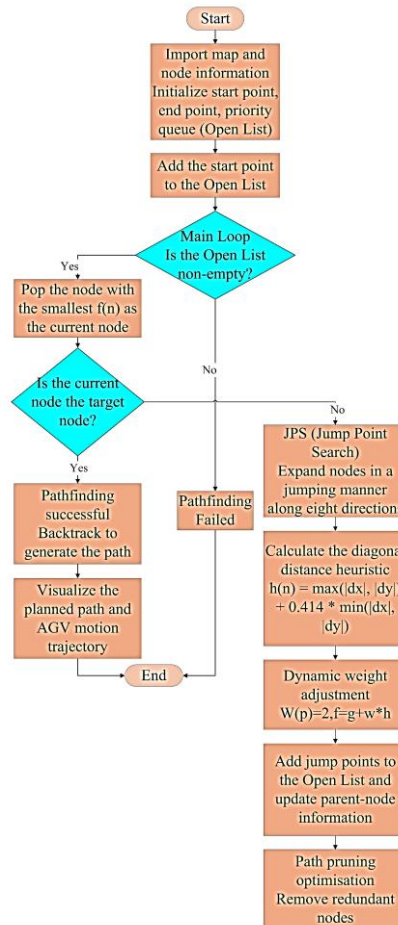 Start
Import map and
node information
Initialize start point,
end point, priority
queue (Open List)
Add the start point
to the Open List
Main Loop
Is the Open List
non-empty?
Yes
No
Pop the node with
the smallest f(n) as
the current node
Is the current
node the target
node?
Yes
No
Pathfinding
successful
Backtrack to
generate the path
Visualize the
planned path and
AGV motion
trajectory
Pathfinding
Failed
End
JPS (Jump Point
Search)
Expand nodes in a
jumping manner
along eight directions
Calculate the diagonal
distance heuristic
h(n) = max(|dx|, |dy|)
+ 0.414 * min(|dx|,
|dy|)
Dynamic weight
adjustment
W(p)=2,f=g+w*h
Add jump points to
the Open List and
update parent-node
information
Path pruning
optimisation
Remove redundant
nodes